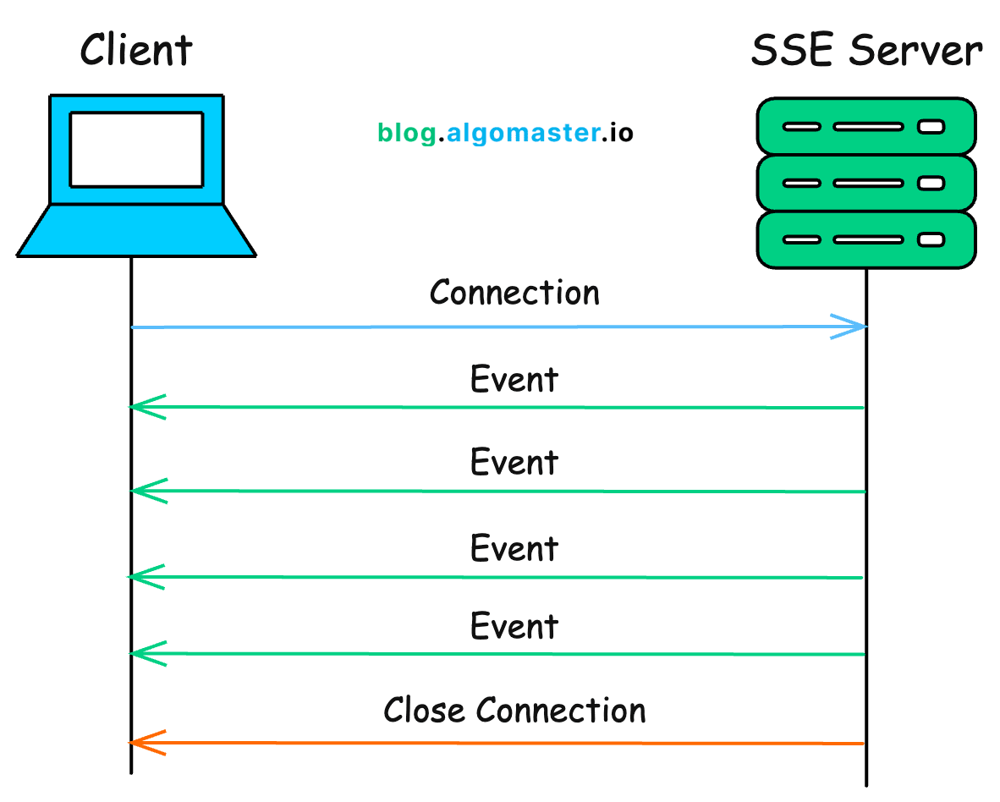 Client
SSE Server
blog.algomaster.io
Connection
Event
Event
Event
Event
Close Connection